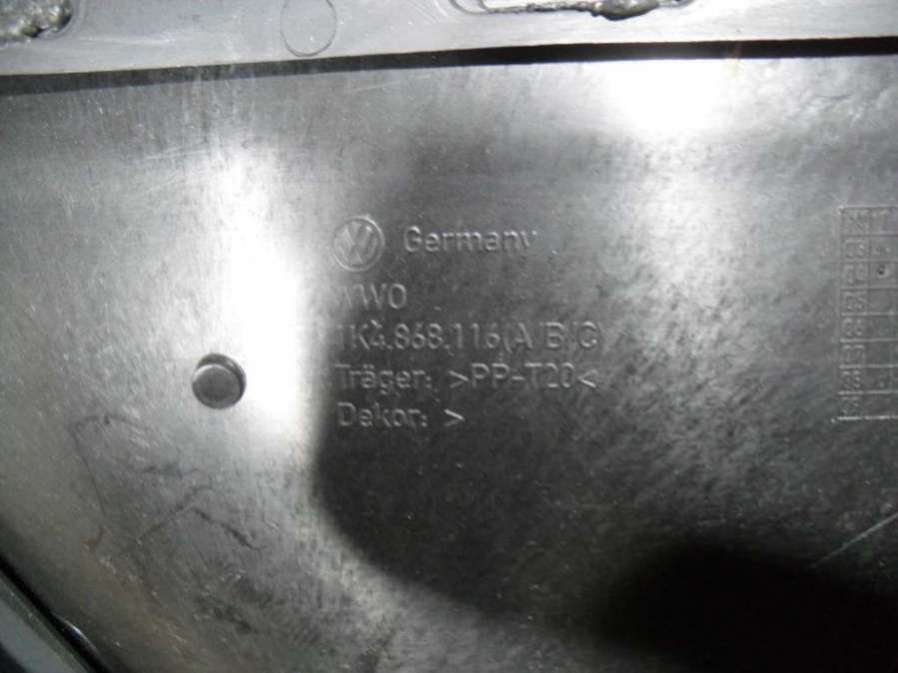 Germany
VWO
1K4.868.116(A/B/C)
Träger: >PP-T20<
Dekor: >